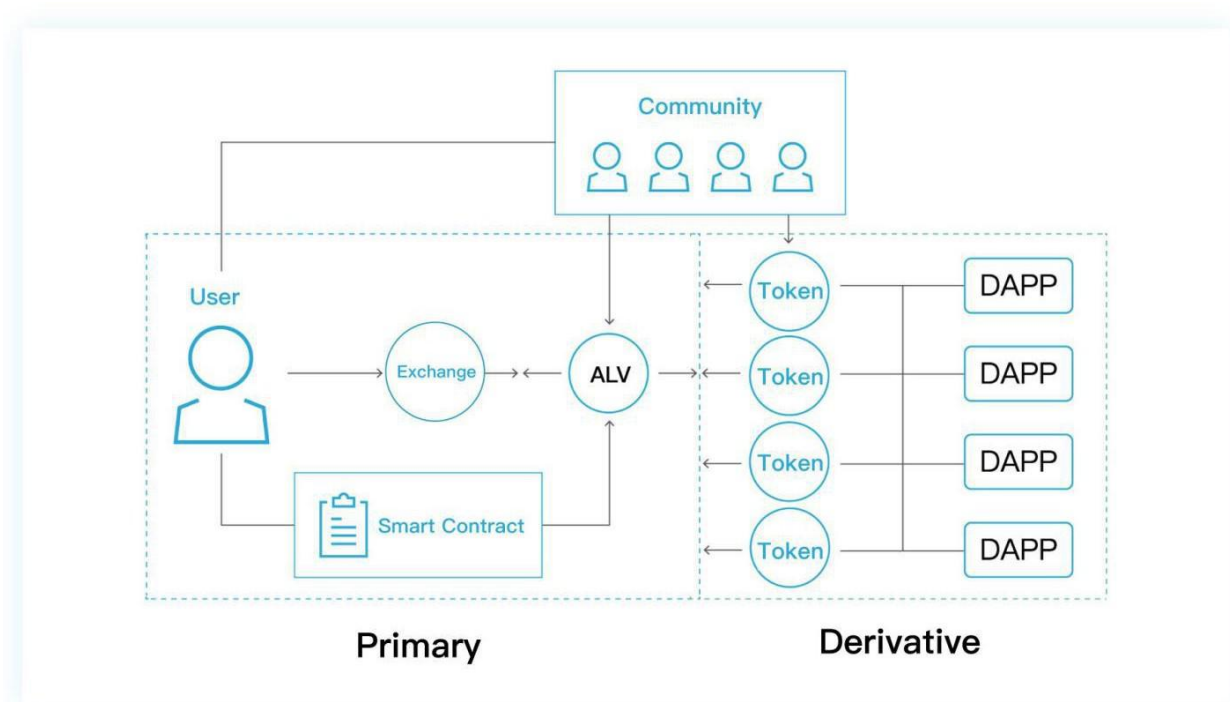 Community
User
Exchange
ALV
Smart Contract
Token
DAPP
Token
DAPP
Token
DAPP
Token
DAPP
Primary
Derivative